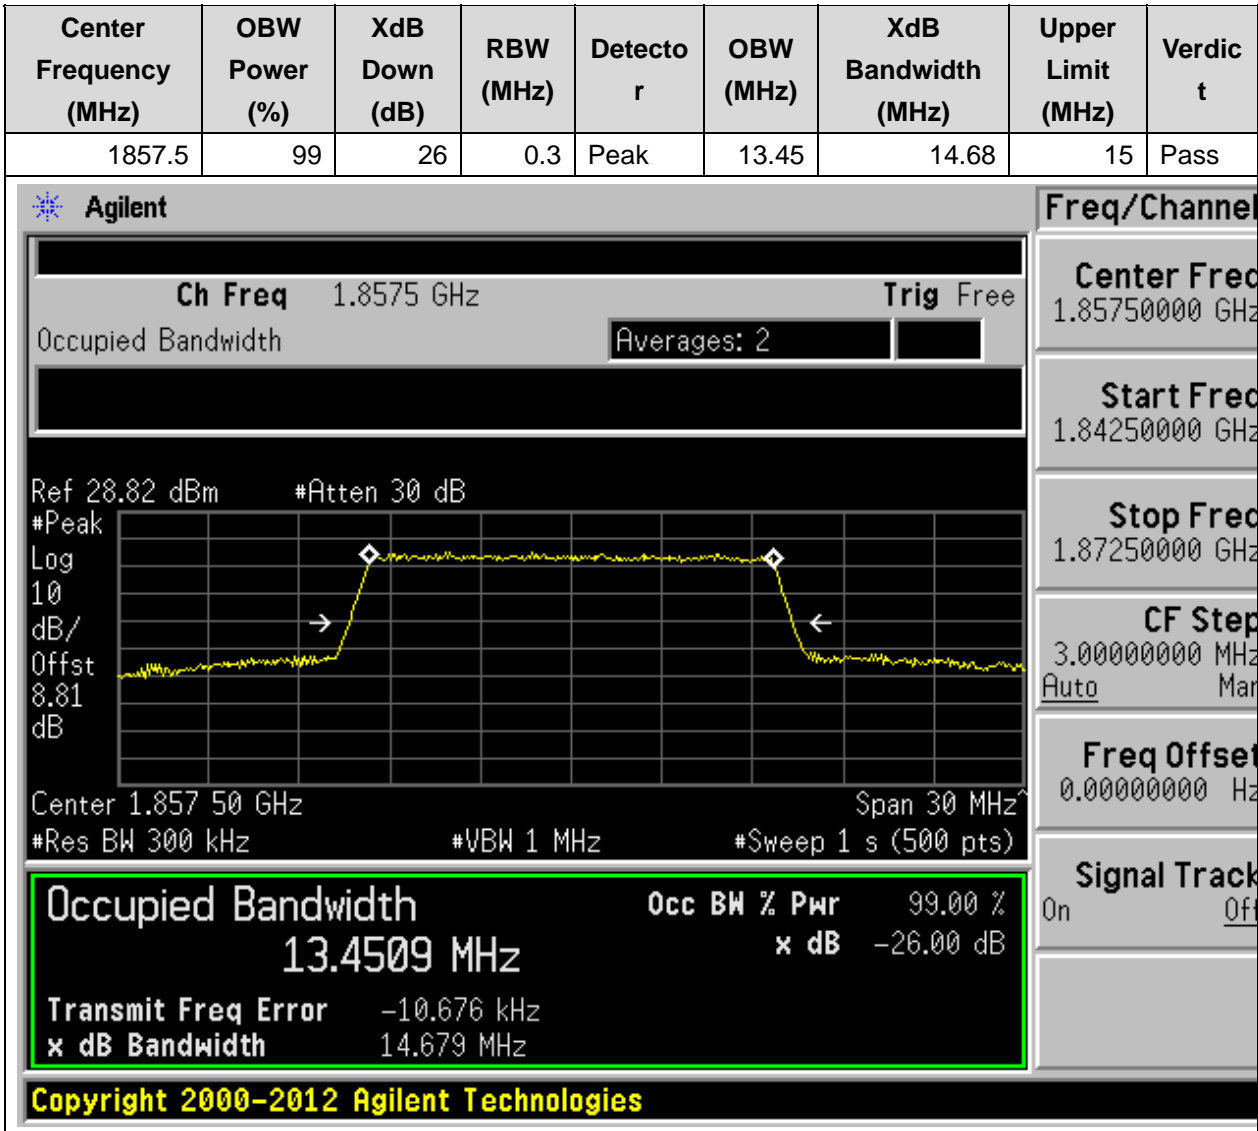 Center Frequency (MHz) OBW Power (%) XdB Down (dB) RBW (MHz) Detecto r OBW (MHz) XdB Bandwidth (MHz) Upper Limit (MHz) Verdic t
1857.5 99 26 0.3 Peak 13.45 14.68 15 Pass
Agilent
Freq/Channel
Ch Freq 1.8575 GHz Trig Free
Occupied Bandwidth Averages: 2
Ref 28.82 dBm #Atten 30 dB
#Peak
Log
10
dB/
Offst
8.81
dB
Center 1.857 50 GHz Span 30 MHz^
#Res BW 300 kHz #VBW 1 MHz #Sweep 1 s (500 pts)
Occupied Bandwidth Occ BW % Pwr 99.00 %
13.4509 MHz x dB -26.00 dB
Transmit Freq Error -10.676 kHz
x dB Bandwidth 14.679 MHz
Center Freq
1.85750000 GHz
Start Freq
1.84250000 GHz
Stop Freq
1.87250000 GHz
CF Step
3.00000000 MHz
Auto Man
Freq Offset
0.00000000 Hz
Signal Track
On Off
Copyright 2000-2012 Agilent Technologies